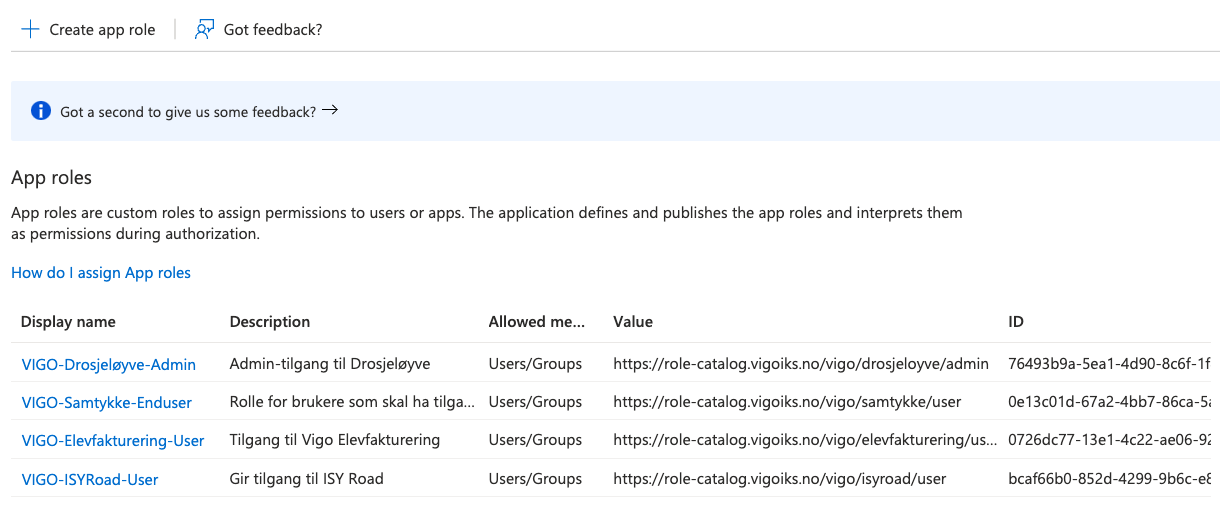 Create app role
Got feedback?
Got a second to give us some feedback? →
App roles
App roles are custom roles to assign permissions to users or apps. The application defines and publishes the app roles and interprets them
as permissions during authorization.
How do I assign App roles
Display name Description Allowed me... Value ID
VIGO-Drosjeløyve-Admin Admin-tilgang til Drosjeløyve Users/Groups https://role-catalog.vigoiks.no/vigo/drosjeloyve/admin 76493b9a-5ea1-4d90-8c6f-1f
VIGO-Samtykke-Enduser Rolle for brukere som skal ha tilga... Users/Groups https://role-catalog.vigoiks.no/vigo/samtykke/user 0e13c01d-67a2-4bb7-86ca-5a
VIGO-Elevfakturering-User Tilgang til Vigo Elevfakturering Users/Groups https://role-catalog.vigoiks.no/vigo/elevfakturering/us... 0726dc77-13e1-4c22-ae06-92
VIGO-ISYRoad-User Gir tilgang til ISY Road Users/Groups https://role-catalog.vigoiks.no/vigo/isyroad/user bcaf66b0-852d-4299-9b6c-e8